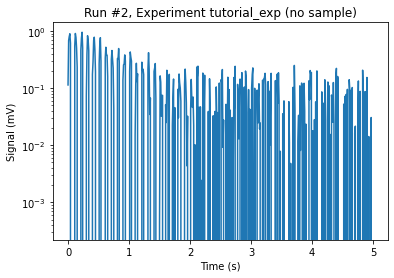 Run #2, Experiment tutorial_exp (no sample)
Signal (mV)
10⁰
10⁻¹
10⁻²
10⁻³
0 1 2 3 4 5
Time (s)